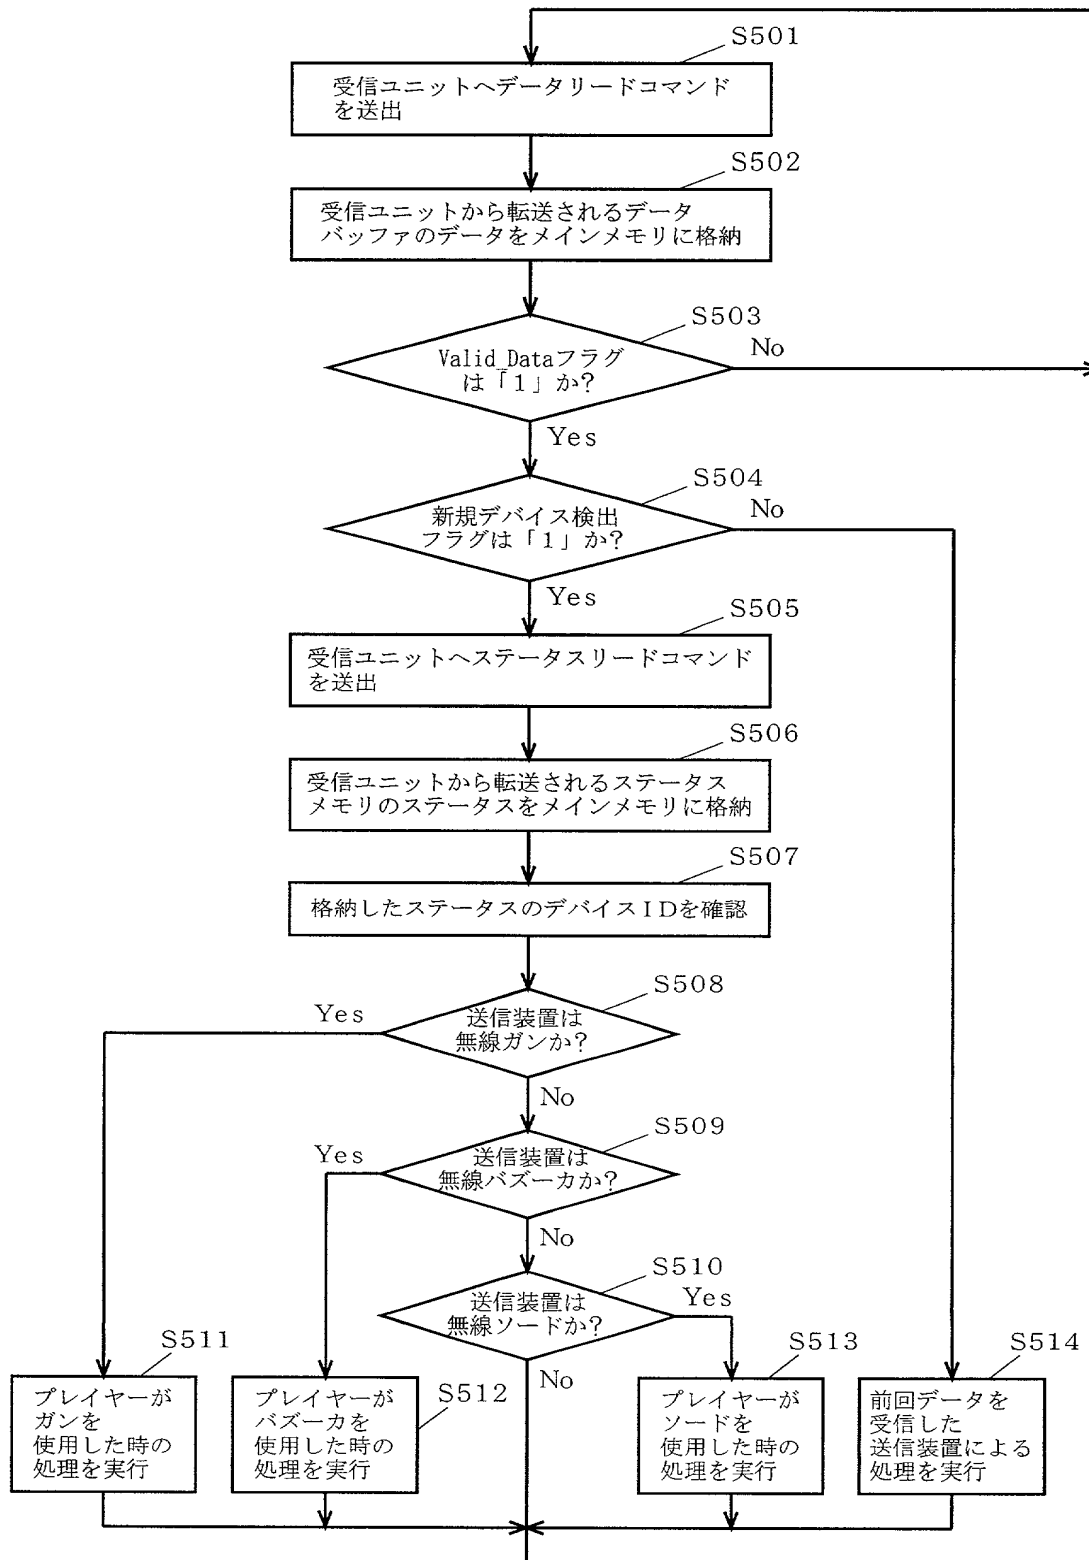 S501
受信ユニットへデータリードコマンド
を送出
S502
受信ユニットから転送されるデータ
バッファのデータをメインメモリに格納
S503
Valid_Dataフラグ
は「1」か?
No
Yes
S504
新規デバイス検出
フラグは「1」か?
No
Yes
S505
受信ユニットへステータスリードコマンド
を送出
S506
受信ユニットから転送されるステータス
メモリのステータスをメインメモリに格納
S507
格納したステータスのデバイスIDを確認
S508
Yes
送信装置は
無線ガンか?
No
S509
Yes
送信装置は
無線バズーカか?
No
S510
送信装置は
無線ソードか?
Yes
No
S511
プレイヤーが
ガンを
使用した時の
処理を実行
S512
プレイヤーが
バズーカを
使用した時の
処理を実行
S513
プレイヤーが
ソードを
使用した時の
処理を実行
S514
前回データを
受信した
送信装置による
処理を実行